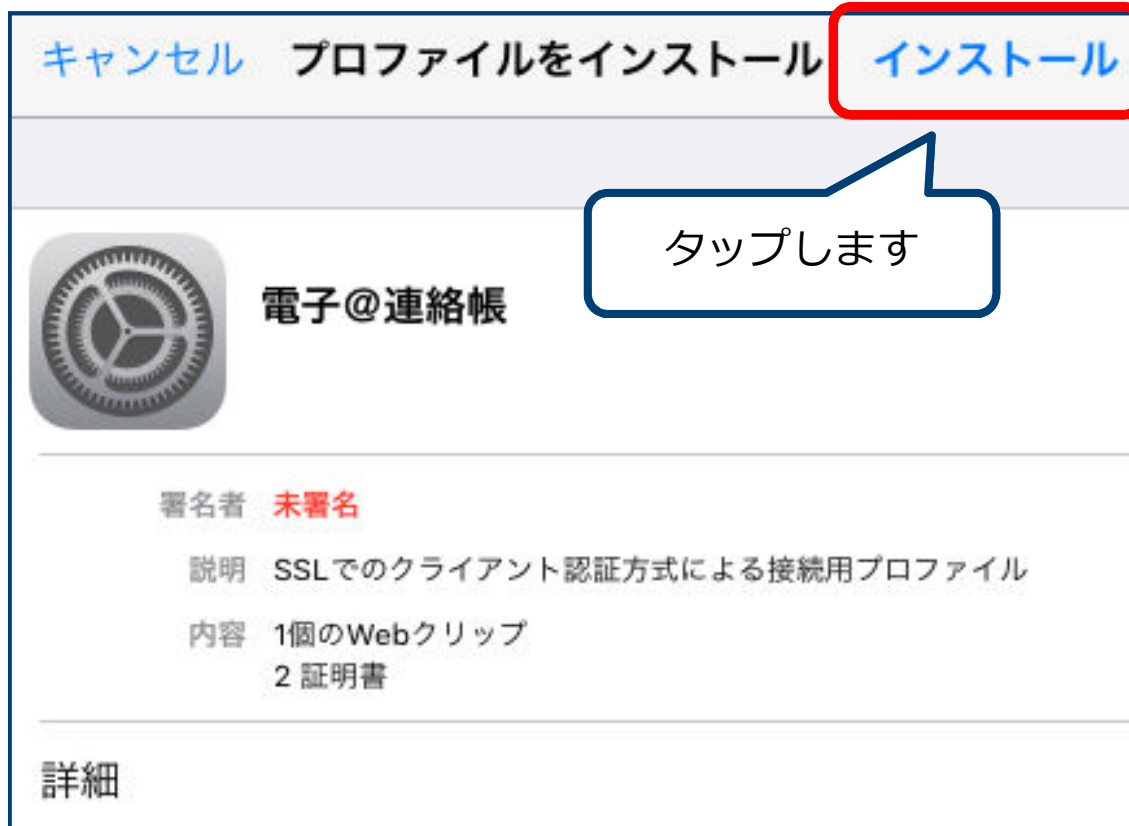 キャンセル プロファイルをインストール インストール
タップします
電子@連絡帳
署名者 未署名
説明 SSLでのクライアント認証方式による接続用プロファイル
内容 1個のWebクリップ
2 証明書
詳細